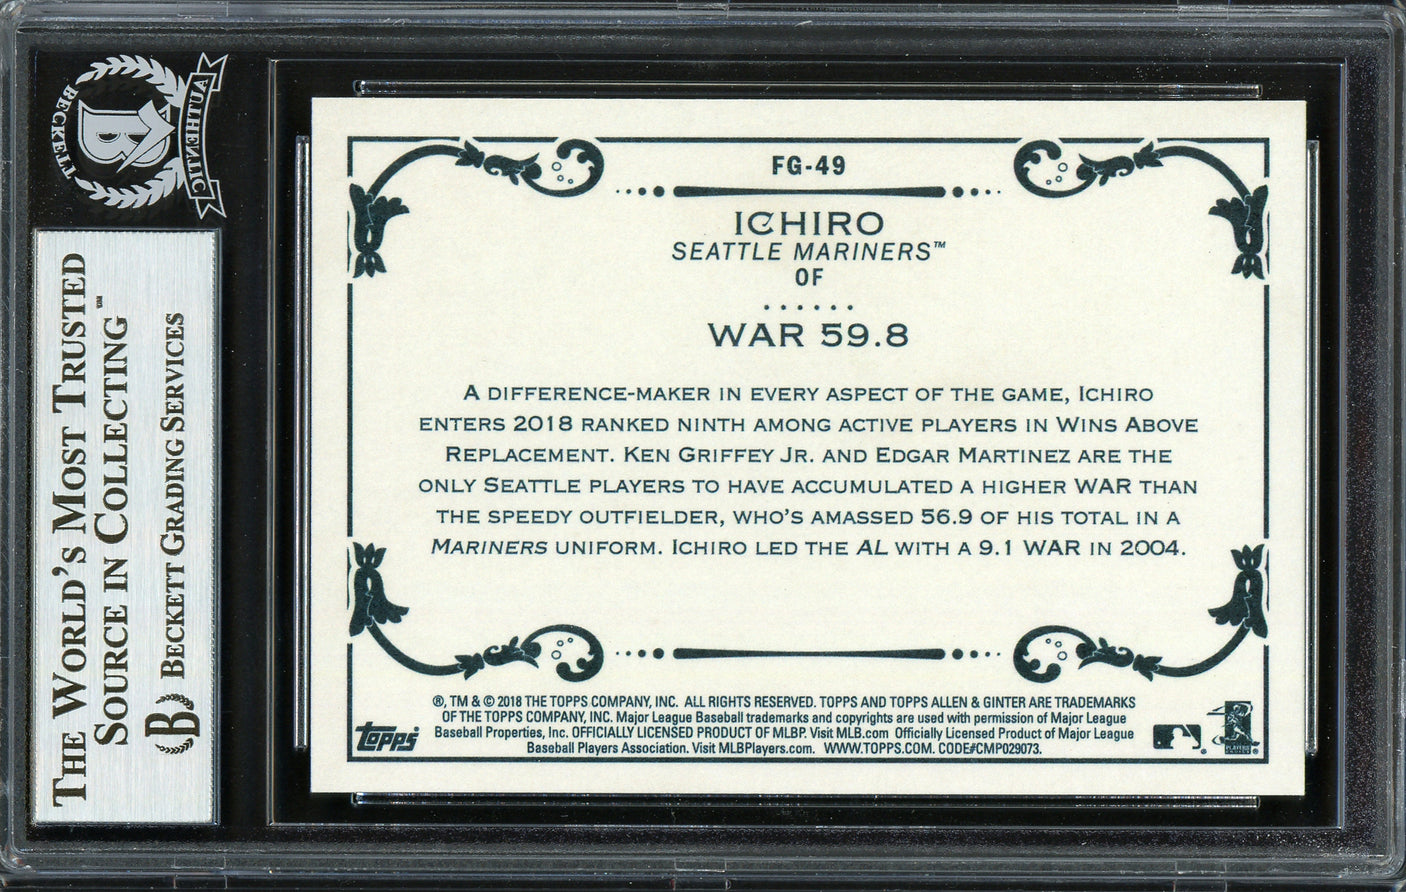 BECKETT
AUTHENTIC
B
THE WORLD'S MOST TRUSTED
SOURCE IN COLLECTING™
B BECKETT GRADING SERVICES
FG-49
ICHIRO
SEATTLE MARINERS™
OF
WAR 59.8
A DIFFERENCE-MAKER IN EVERY ASPECT OF THE GAME, ICHIRO
ENTERS 2018 RANKED NINTH AMONG ACTIVE PLAYERS IN WINS ABOVE
REPLACEMENT. KEN GRIFFEY JR. AND EDGAR MARTINEZ ARE THE
ONLY SEATTLE PLAYERS TO HAVE ACCUMULATED A HIGHER WAR THAN
THE SPEEDY OUTFIELDER, WHO'S AMASSED 56.9 OF HIS TOTAL IN A
MARINERS UNIFORM. ICHIRO LED THE AL WITH A 9.1 WAR IN 2004.
®, TM & © 2018 THE TOPPS COMPANY, INC. ALL RIGHTS RESERVED. TOPPS AND TOPPS ALLEN & GINTER ARE TRADEMARKS
OF THE TOPPS COMPANY, INC. Major League Baseball trademarks and copyrights are used with permission of Major League
Baseball Properties, Inc. OFFICIALLY LICENSED PRODUCT OF MLBP. Visit MLB.com Officially Licensed Product of Major League
Baseball Players Association. Visit MLBPlayers.com. WWW.TOPPS.COM. CODE#CMP029073.
Topps